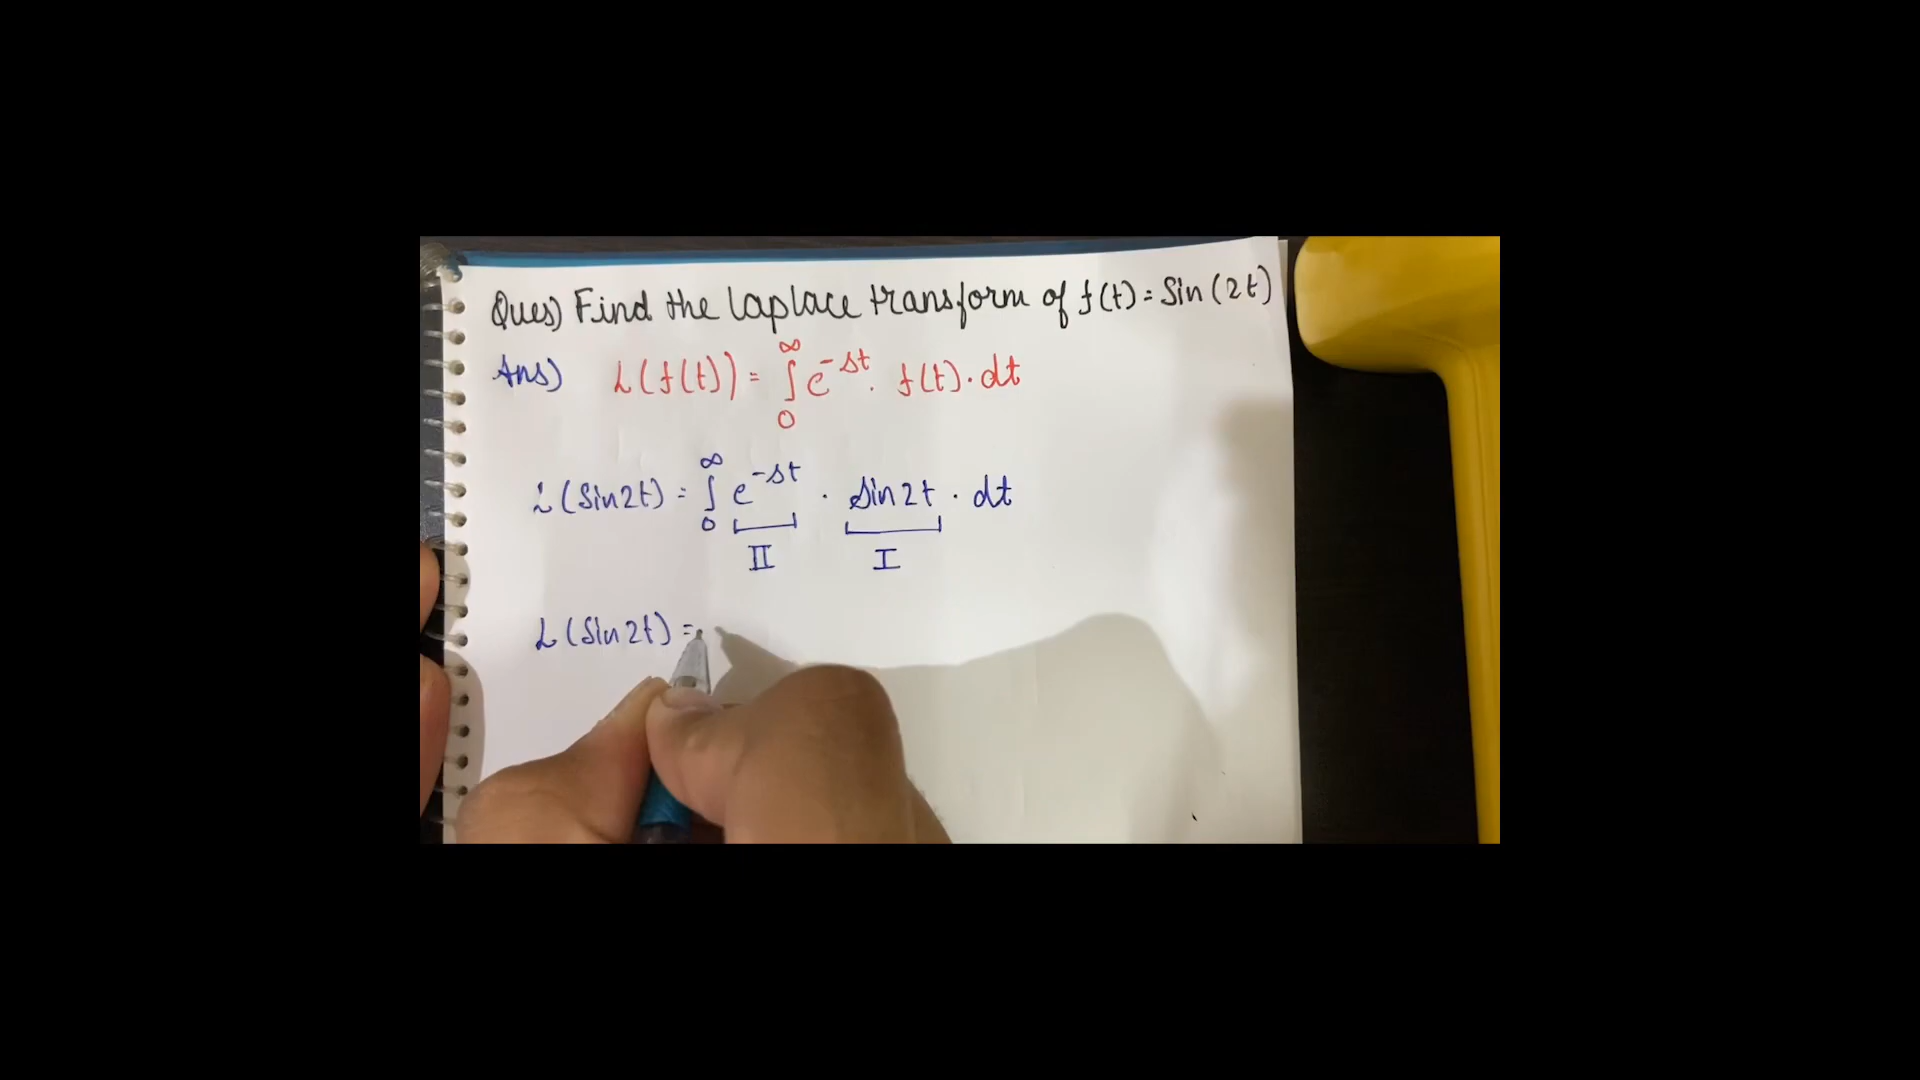 Ques) Find the Laplace transform of f(t) = Sin (2t)
Ans) L(f(t)) = ∫₀^∞ e^-st . f(t) . dt
L(Sin2t) = ∫₀^∞ e^-st . Sin2t . dt
II I
L(Sin2t) =